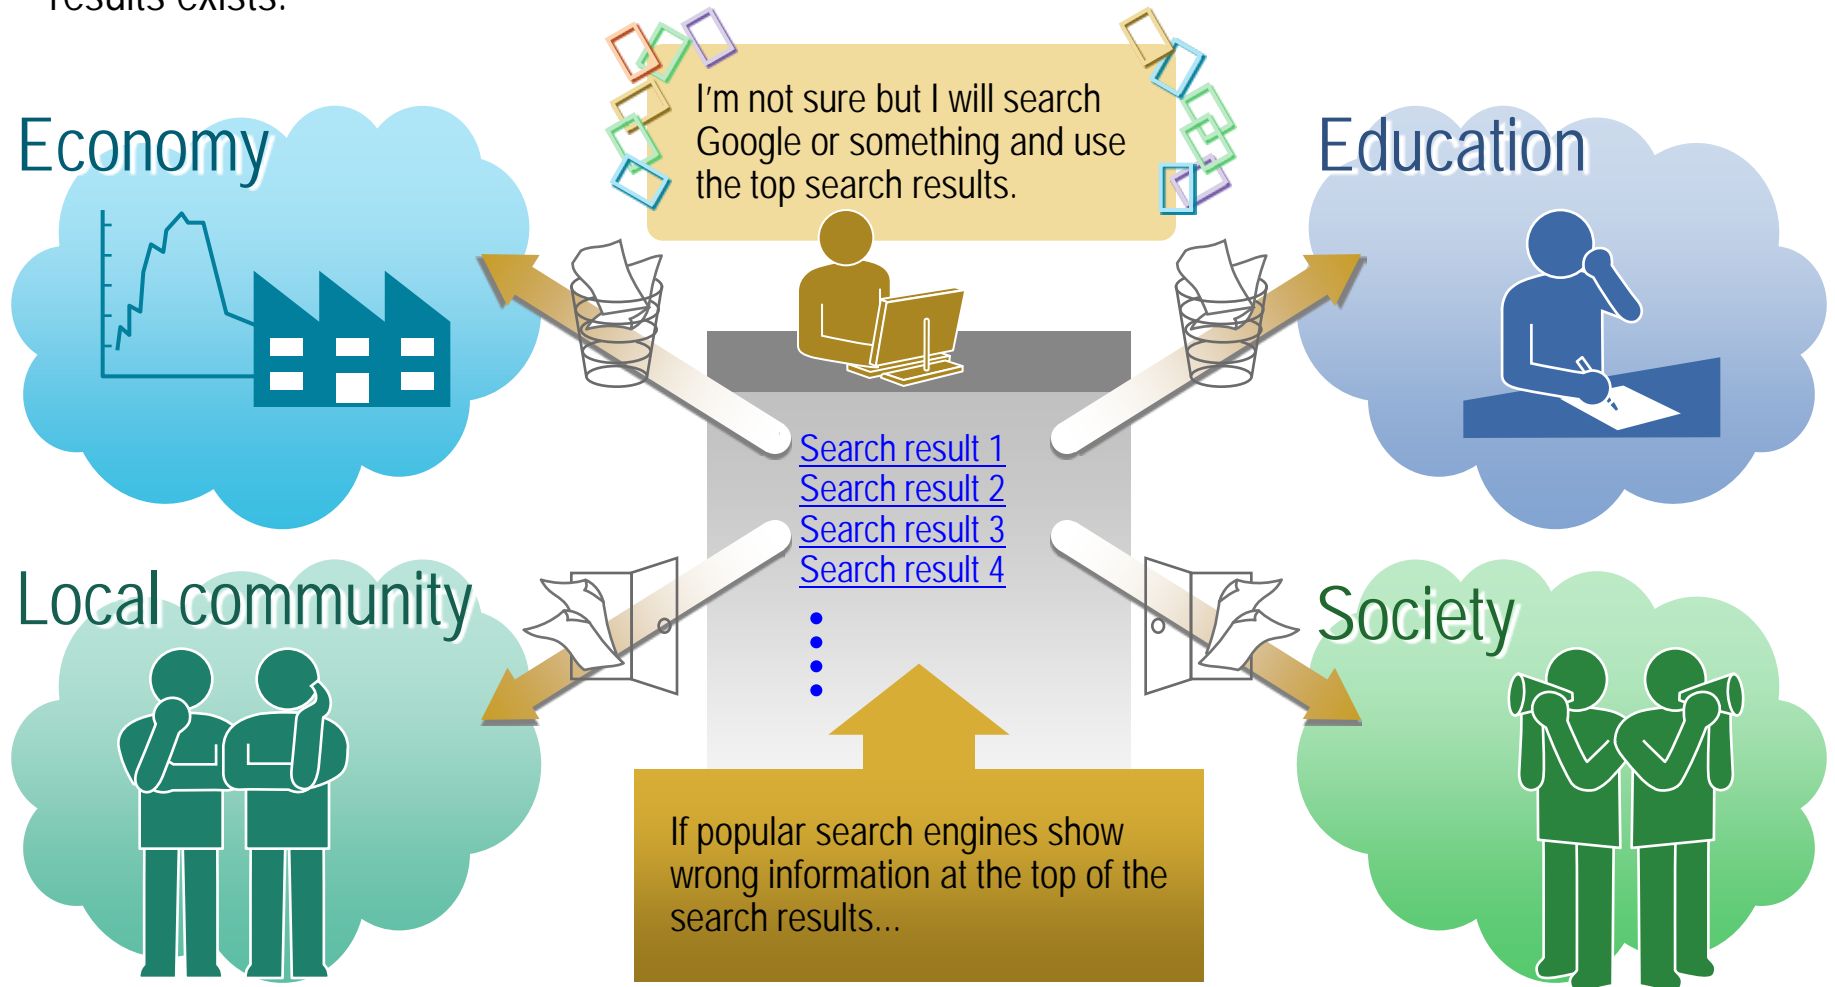 results exists.
I'm not sure but I will search
Google or something and use
the top search results.
Economy
Education
Search result 1
Search result 2
Search result 3
Search result 4
Local community
Society
If popular search engines show
wrong information at the top of the
search results...